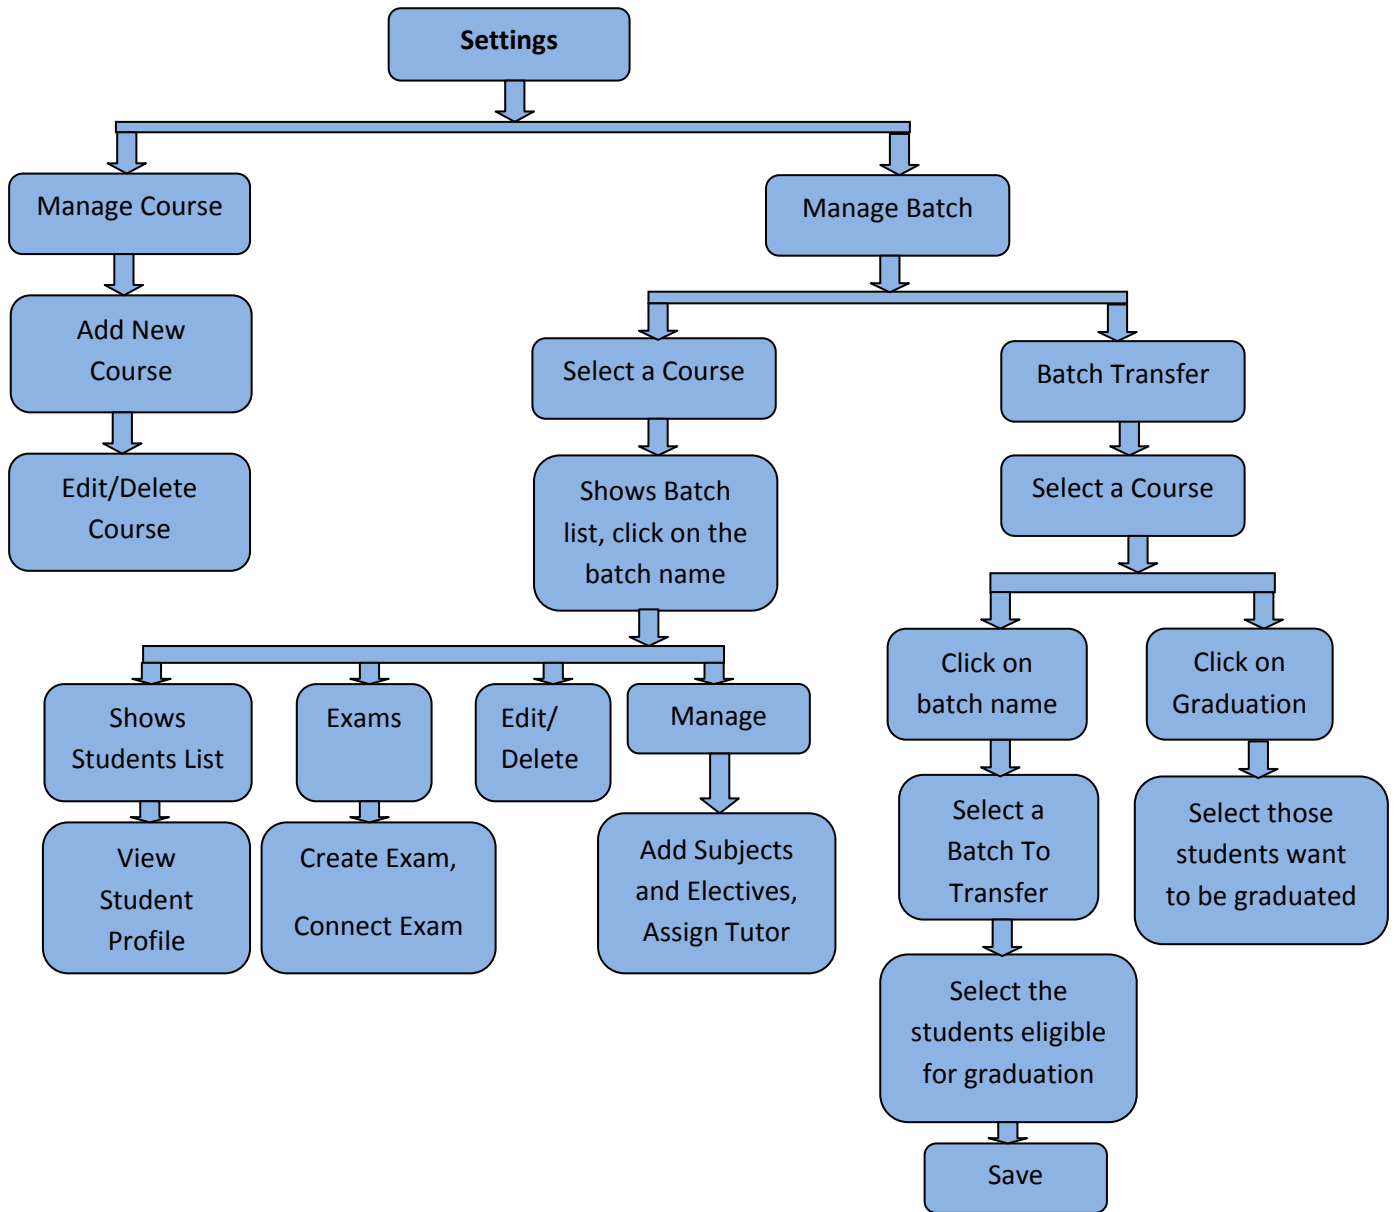 Settings
Manage Course
Manage Batch
Add New
Course
Select a Course
Batch Transfer
Edit/Delete
Course
Shows Batch
list, click on the
batch name
Select a Course
Shows
Students List
Exams
Edit/
Delete
Manage
Click on
batch name
Click on
Graduation
View
Student
Profile
Create Exam,
Connect Exam
Add Subjects
and Electives,
Assign Tutor
Select a
Batch To
Transfer
Select those
students want
to be graduated
Select the
students eligible
for graduation
Save